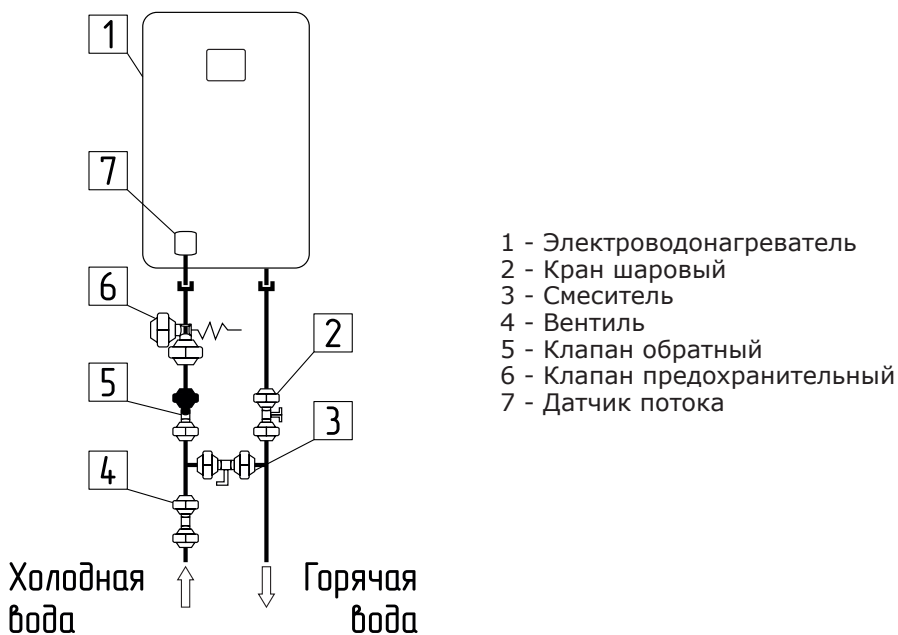 1
7
6
2
5
3
4
Холодная
вода
Горячая
вода
1 - Электроводонагреватель
2 - Кран шаровый
3 - Смеситель
4 - Вентиль
5 - Клапан обратный
6 - Клапан предохранительный
7 - Датчик потока